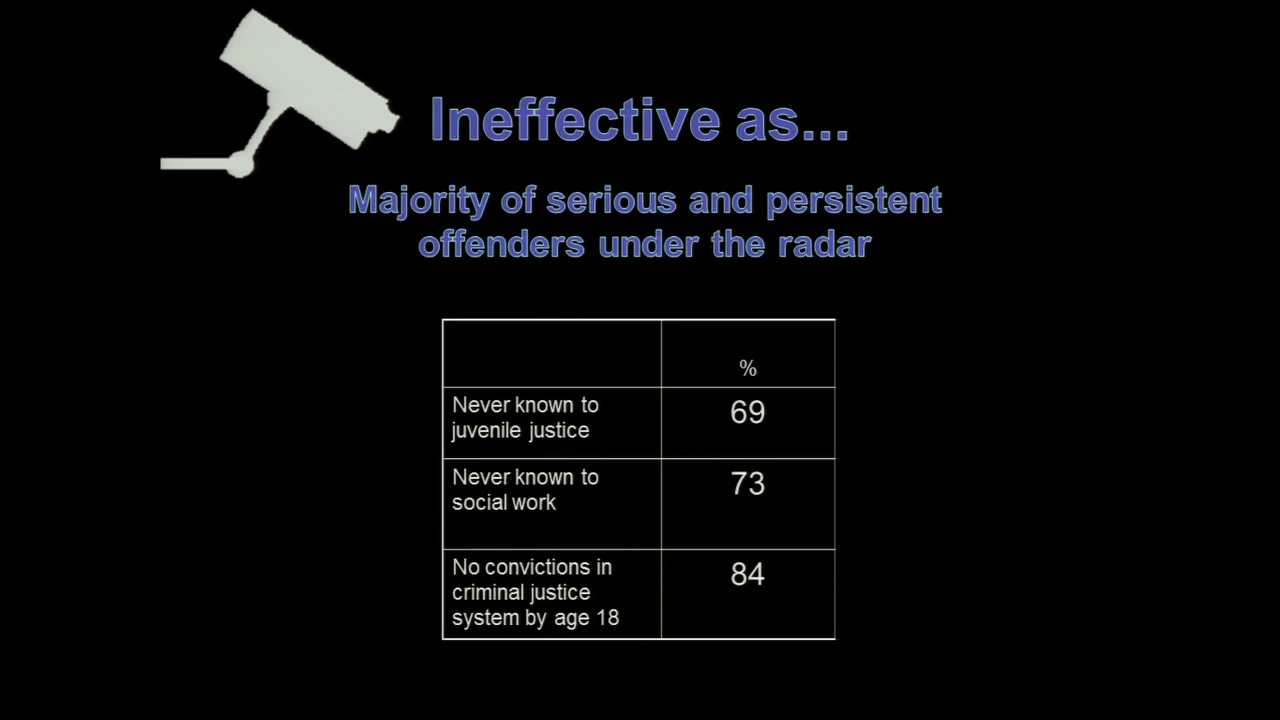 Ineffective as...
Majority of serious and persistent
offenders under the radar
%
Never known to
juvenile justice
69
Never known to
social work
73
No convictions in
criminal justice
system by age 18
84